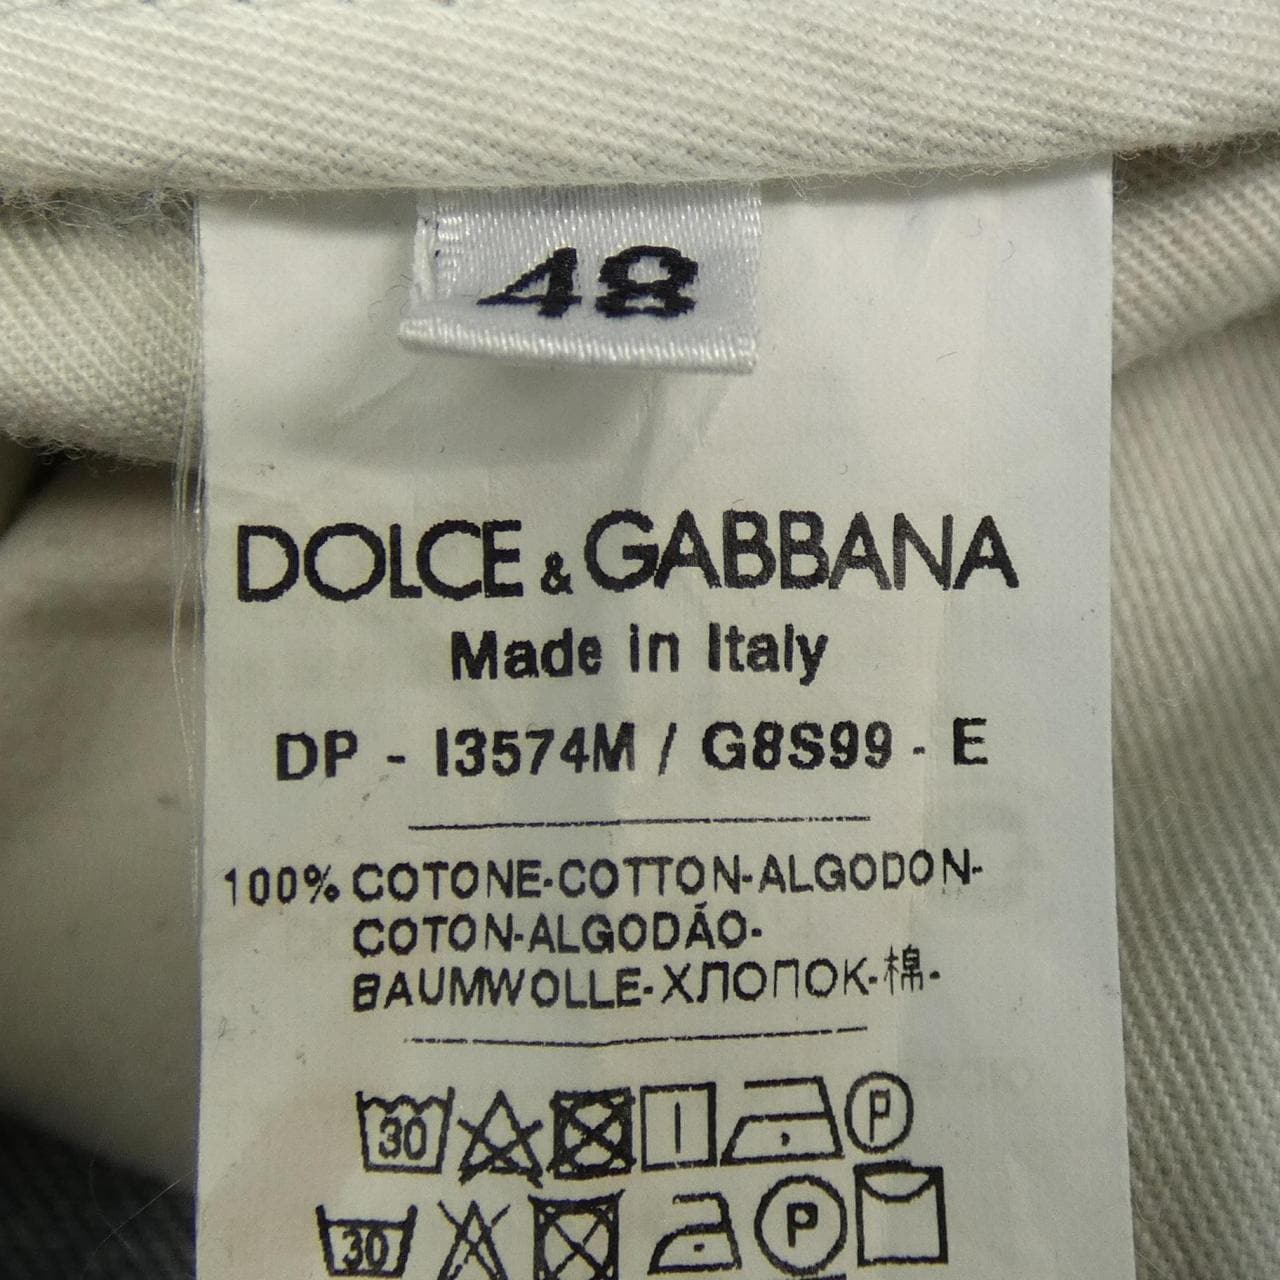 48
DOLCE & GABBANA
Made in Italy
DP - I3574M / G8S99 - E
100% COTONE-COTTON-ALGODON-
COTON-ALGODÃO-
BAUMWOLLE-ХЛОПОК-棉-
30 P
30 P